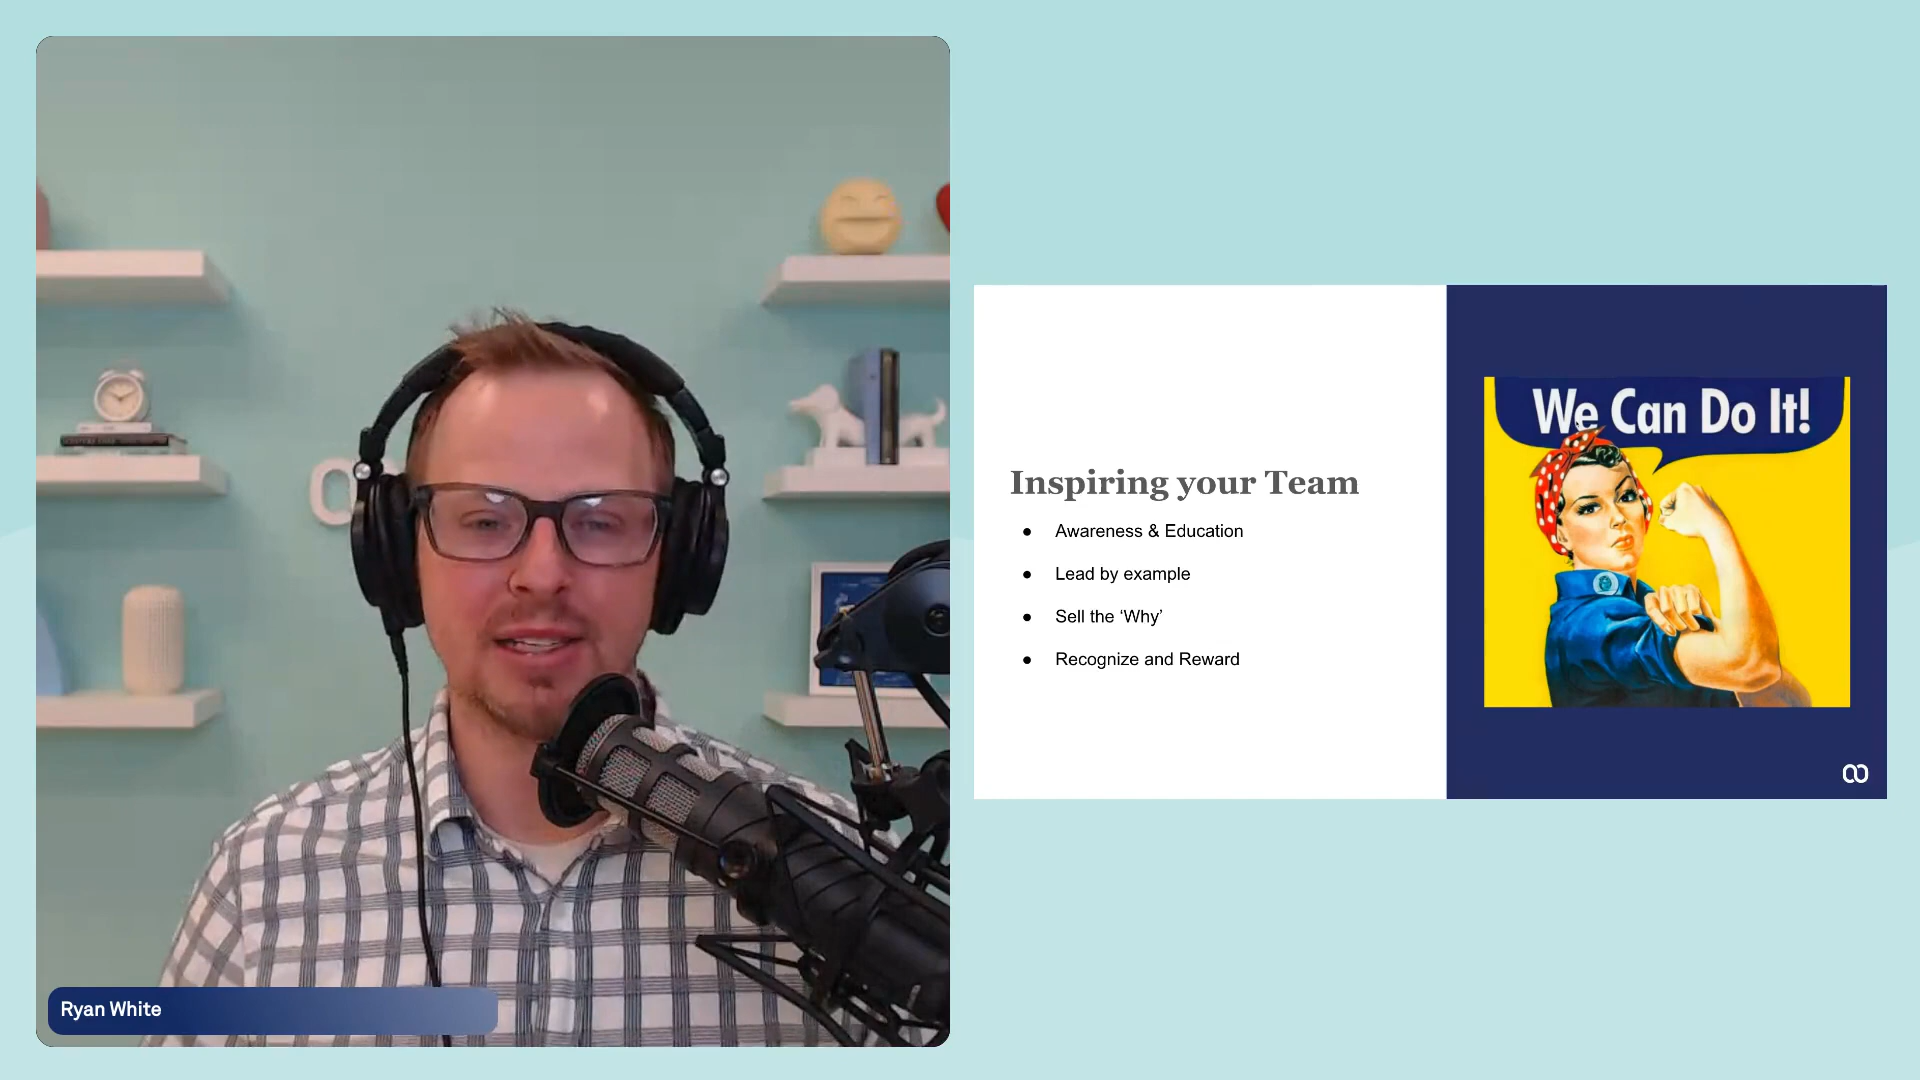 Ryan White
We Can Do It!
Inspiring your Team
● Awareness & Education
● Lead by example
● Sell the ‘Why’
● Recognize and Reward